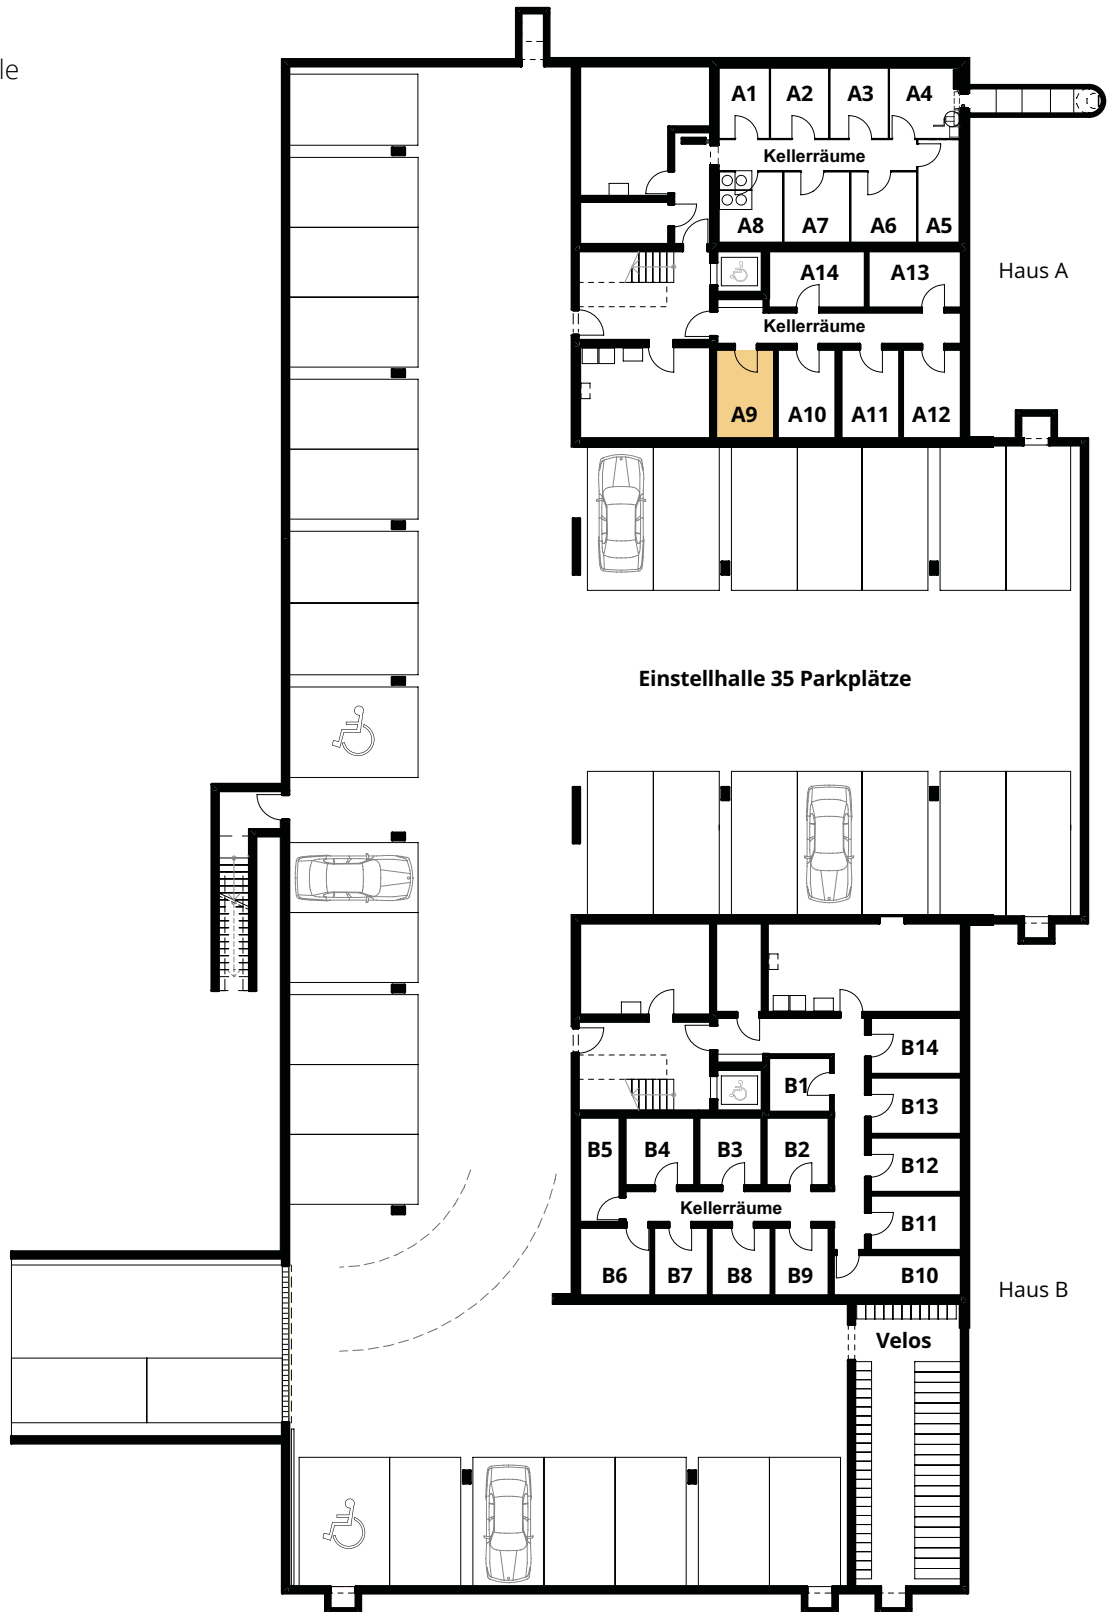 le
A1 A2 A3 A4
Kellerräume
A8 A7 A6 A5
A14 A13
Haus A
Kellerräume
A9 A10 A11 A12
Einstellhalle 35 Parkplätze
B14
B1
B13
B5 B4 B3 B2
B12
Kellerräume
B11
B6 B7 B8 B9 B10
Haus B
Velos